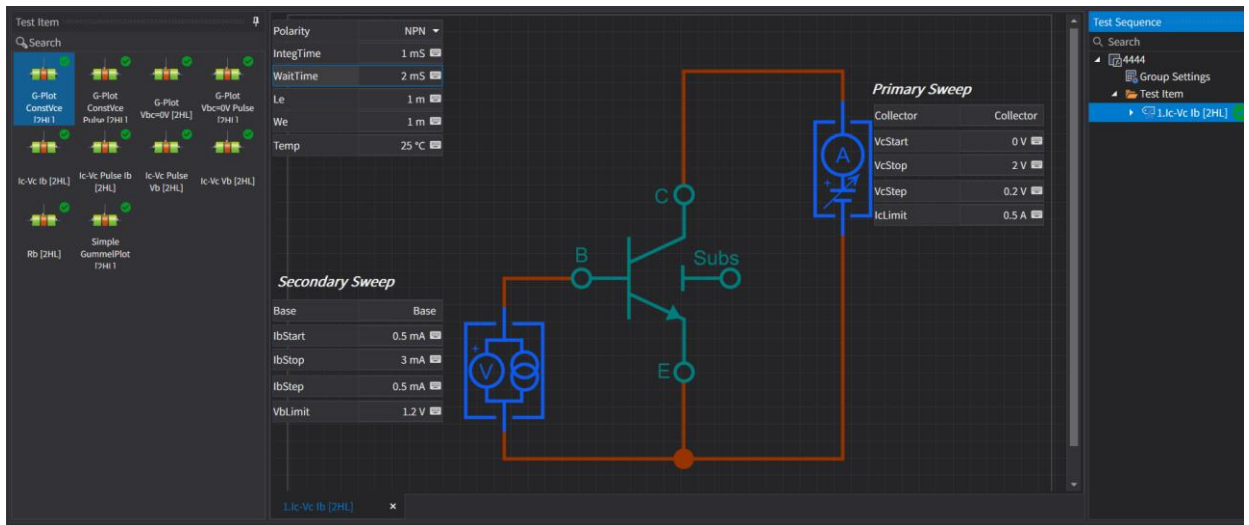 Test Item
Search
G-Plot
ConstVce
[2HL]
G-Plot
ConstVce
Pulse [2HL]
G-Plot
Vbc=0V [2HL]
G-Plot
Vbc=0V Pulse
[2HL]
Ic-Vc Ib [2HL]
Ic-Vc Pulse Ib
[2HL]
Ic-Vc Pulse
Vb [2HL]
Ic-Vc Vb [2HL]
Rb [2HL]
Simple
GummelPlot
[2HL]
Polarity NPN
IntegTime 1 mS
WaitTime 2 mS
Le 1 m
We 1 m
Temp 25 °C
Secondary Sweep
Base Base
IbStart 0.5 mA
IbStop 3 mA
IbStep 0.5 mA
VbLimit 1.2 V
+
V
B
C
Subs
E
A
+
Primary Sweep
Collector Collector
VcStart 0 V
VcStop 2 V
VcStep 0.2 V
IcLimit 0.5 A
1.Ic-Vc Ib [2HL] ×
Test Sequence
Search
4444
Group Settings
Test Item
1.Ic-Vc Ib [2HL]